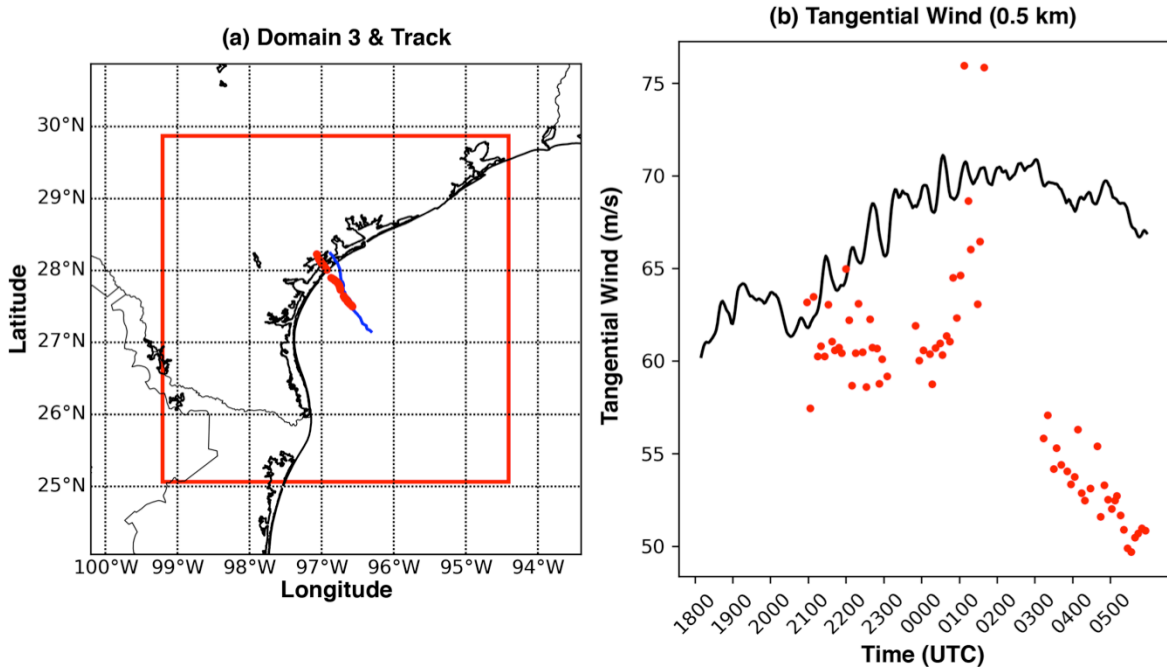 (a) Domain 3 & Track
30°N
29°N
28°N
27°N
26°N
25°N
Latitude
100°W 99°W 98°W 97°W 96°W 95°W 94°W
Longitude
(b) Tangential Wind (0.5 km)
75
70
65
60
55
50
Tangential Wind (m/s)
1800 1900 2000 2100 2200 2300 0000 0100 0200 0300 0400 0500
Time (UTC)